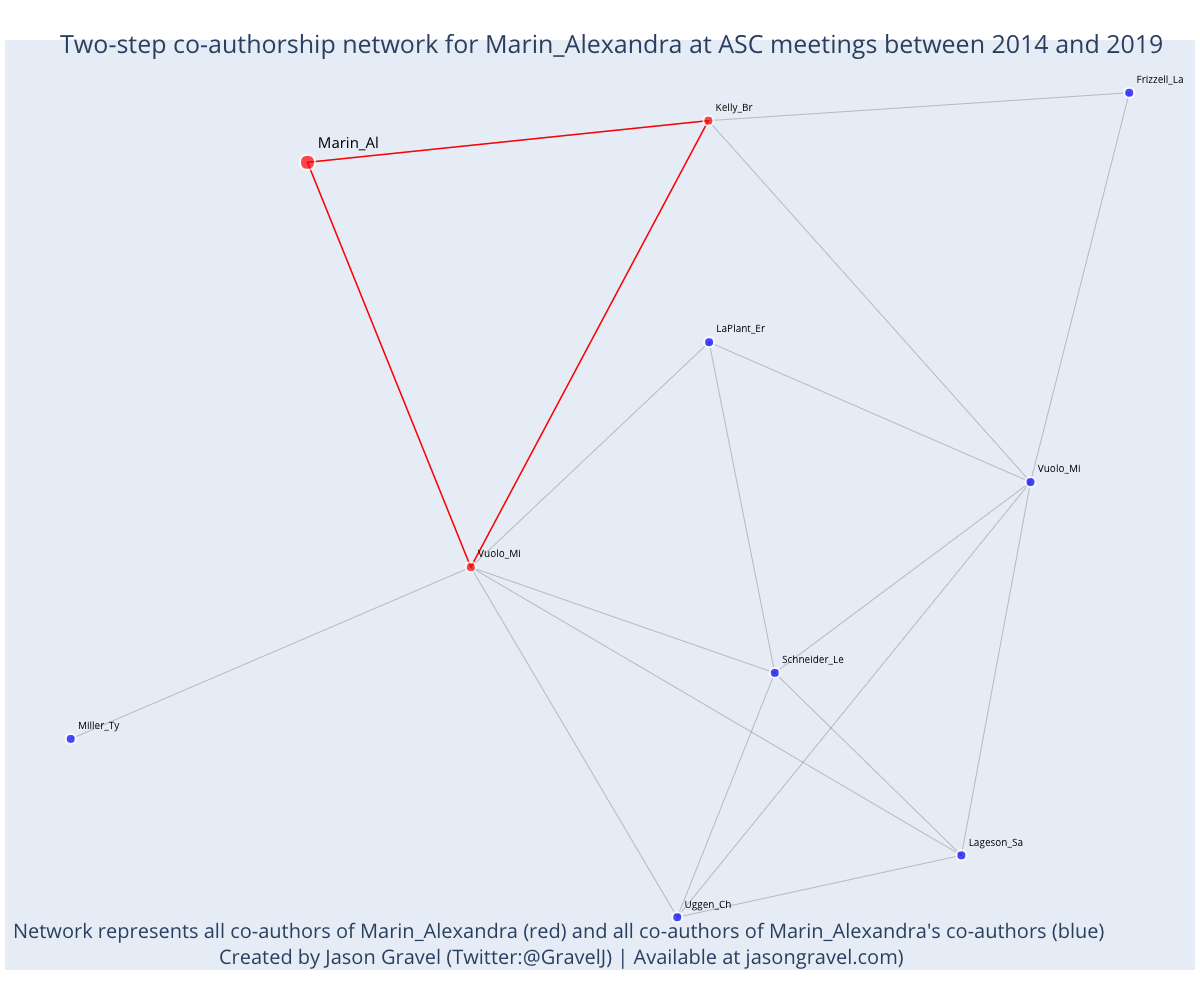 Two-step co-authorship network for Marin_Alexandra at ASC meetings between 2014 and 2019
Frizzell_La
Kelly_Br
Marin_Al
LaPlant_Er
Vuolo_Mi
Vuolo_Mi
Schneider_Le
Miller_Ty
Lageson_Sa
Uggen_Ch
Network represents all co-authors of Marin_Alexandra (red) and all co-authors of Marin_Alexandra's co-authors (blue)
Created by Jason Gravel (Twitter:@GravelJ) | Available at jasongravel.com)